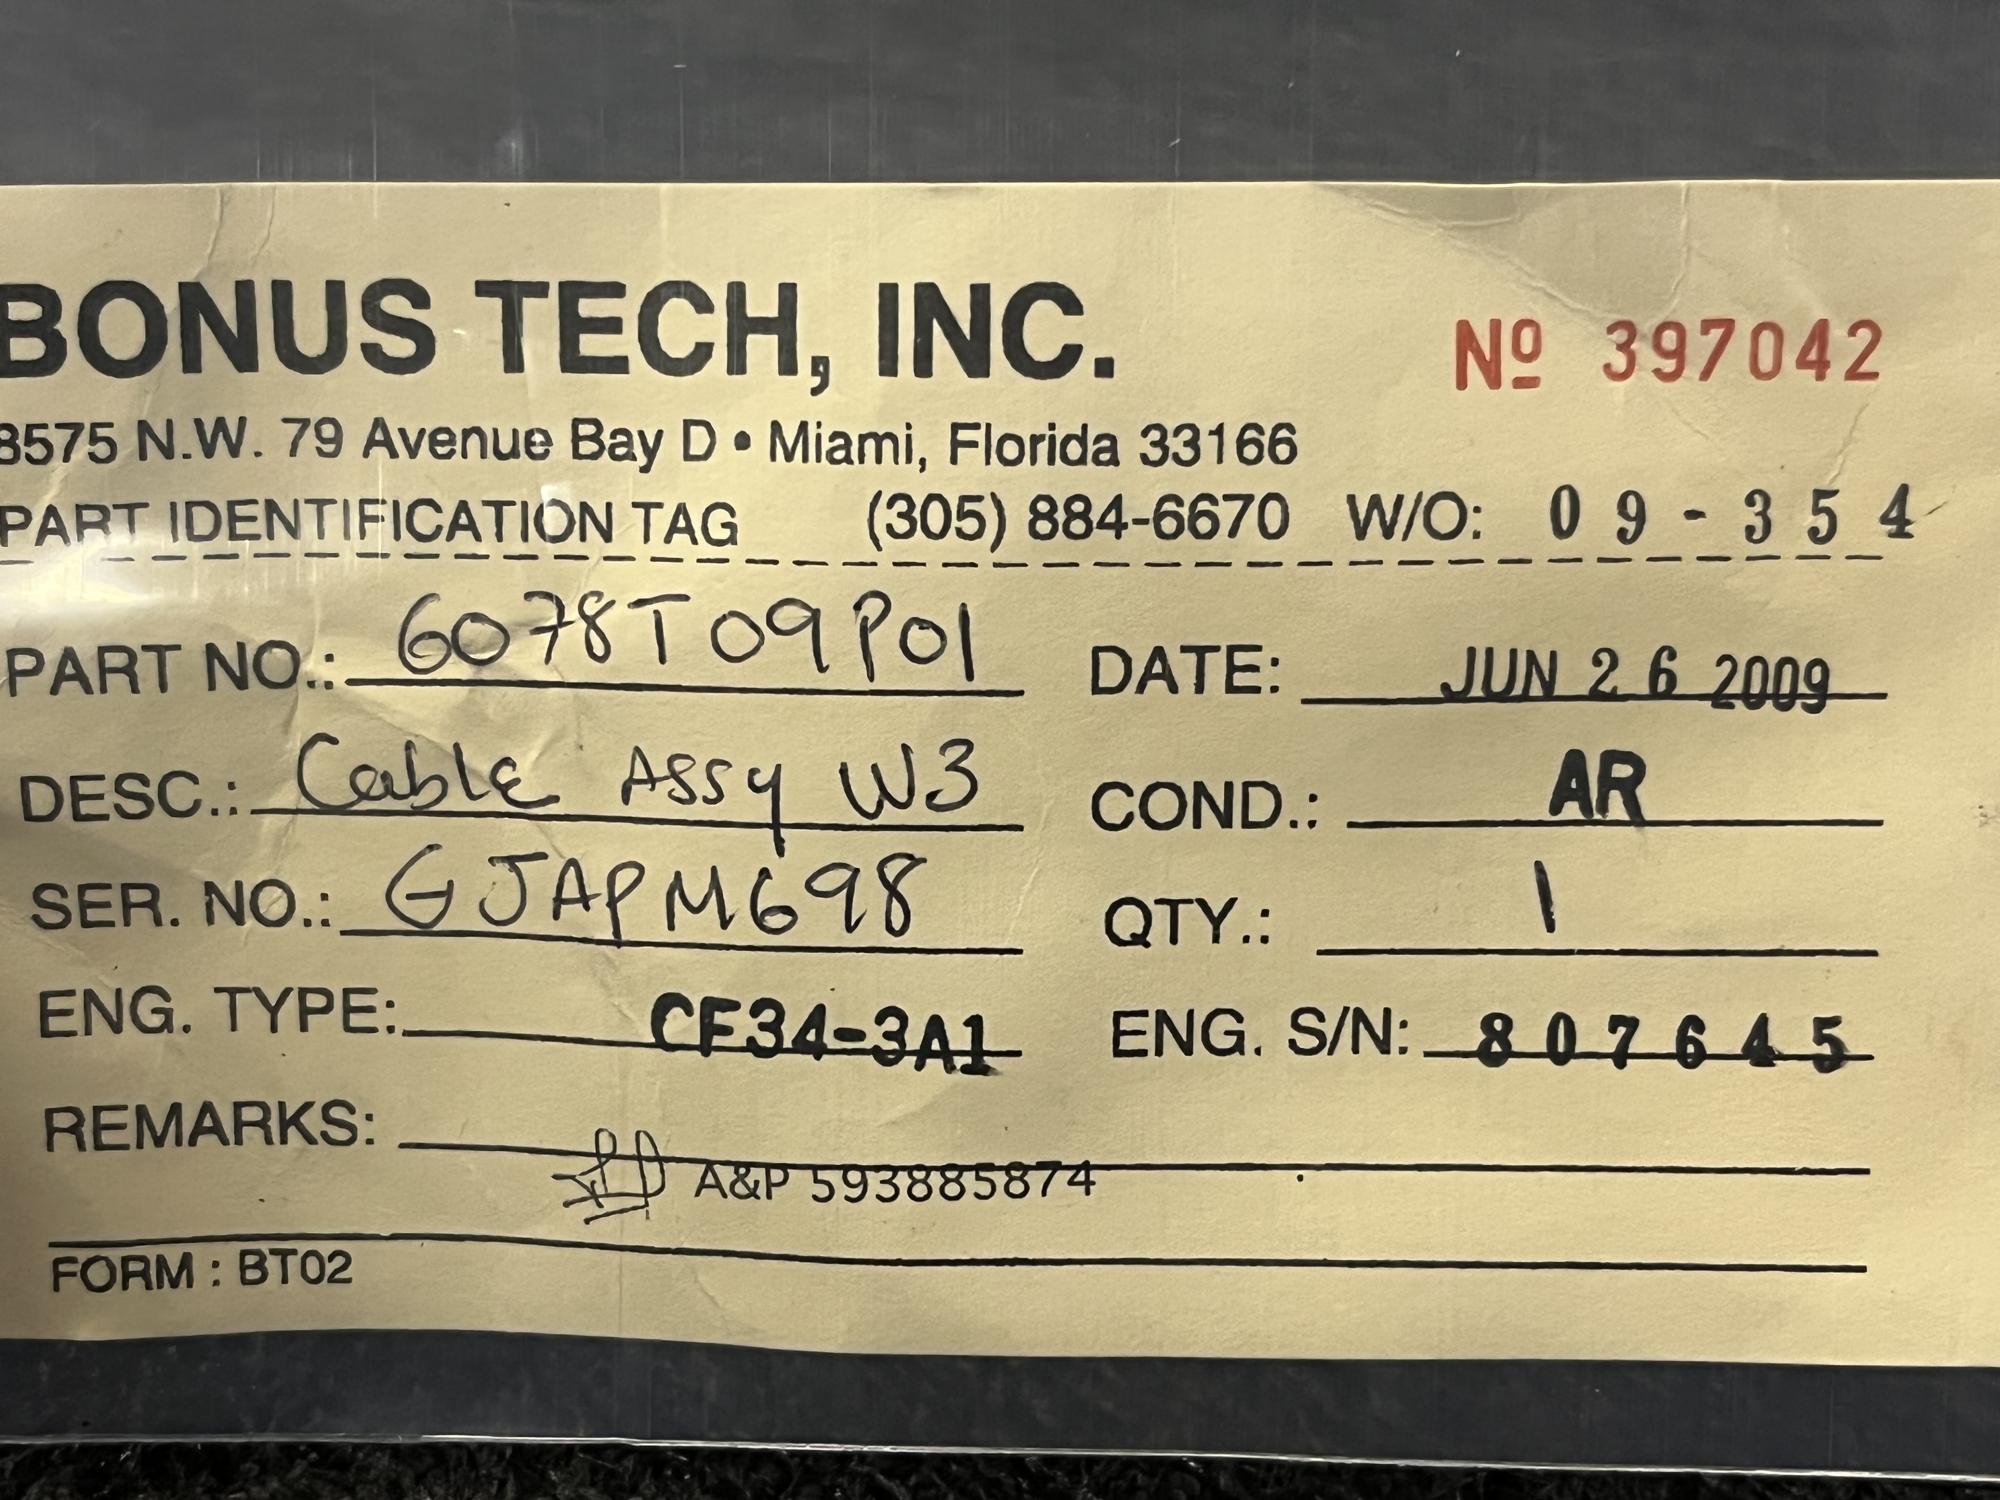 BONUS TECH, INC. Nº 397042
8575 N.W. 79 Avenue Bay D • Miami, Florida 33166
PART IDENTIFICATION TAG (305) 884-6670 W/O: 09-354
PART NO.: 6078T09P01 DATE: JUN 26 2009
DESC.: Cable Assy W3 COND.: AR
SER. NO.: GJAPM698 QTY.: 1
ENG. TYPE: CF34-3A1 ENG. S/N: 807645
REMARKS:
A&P 593885874
FORM : BT02